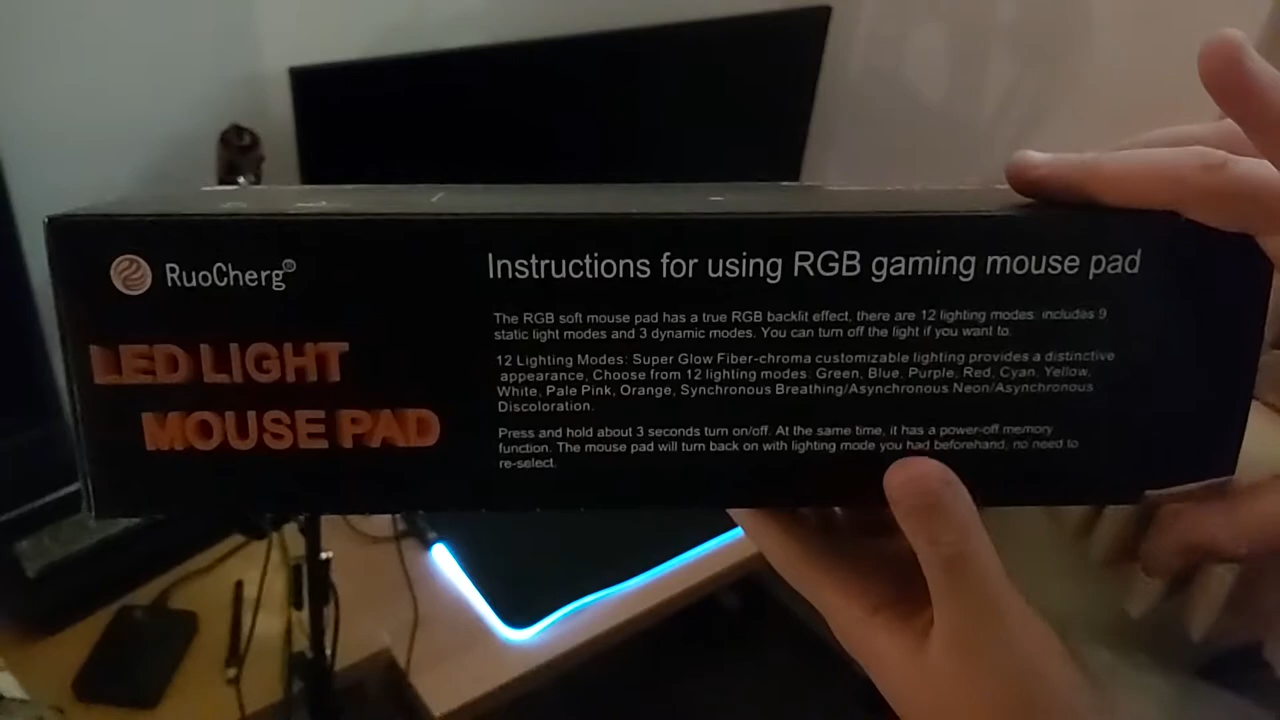 RuoCherg®
LED LIGHT
MOUSE PAD
Instructions for using RGB gaming mouse pad
The RGB soft mouse pad has a true RGB backlit effect, there are 12 lighting modes: includes 9
static light modes and 3 dynamic modes. You can turn off the light if you want to.
12 Lighting Modes: Super Glow Fiber-chroma customizable lighting provides a distinctive
appearance, Choose from 12 lighting modes: Green, Blue, Purple, Red, Cyan, Yellow,
White, Pale Pink, Orange, Synchronous Breathing/Asynchronous Neon/Asynchronous
Discoloration.
Press and hold about 3 seconds turn on/off. At the same time, it has a power-off memory
function. The mouse pad will turn back on with lighting mode you had beforehand, no need to
re-select.